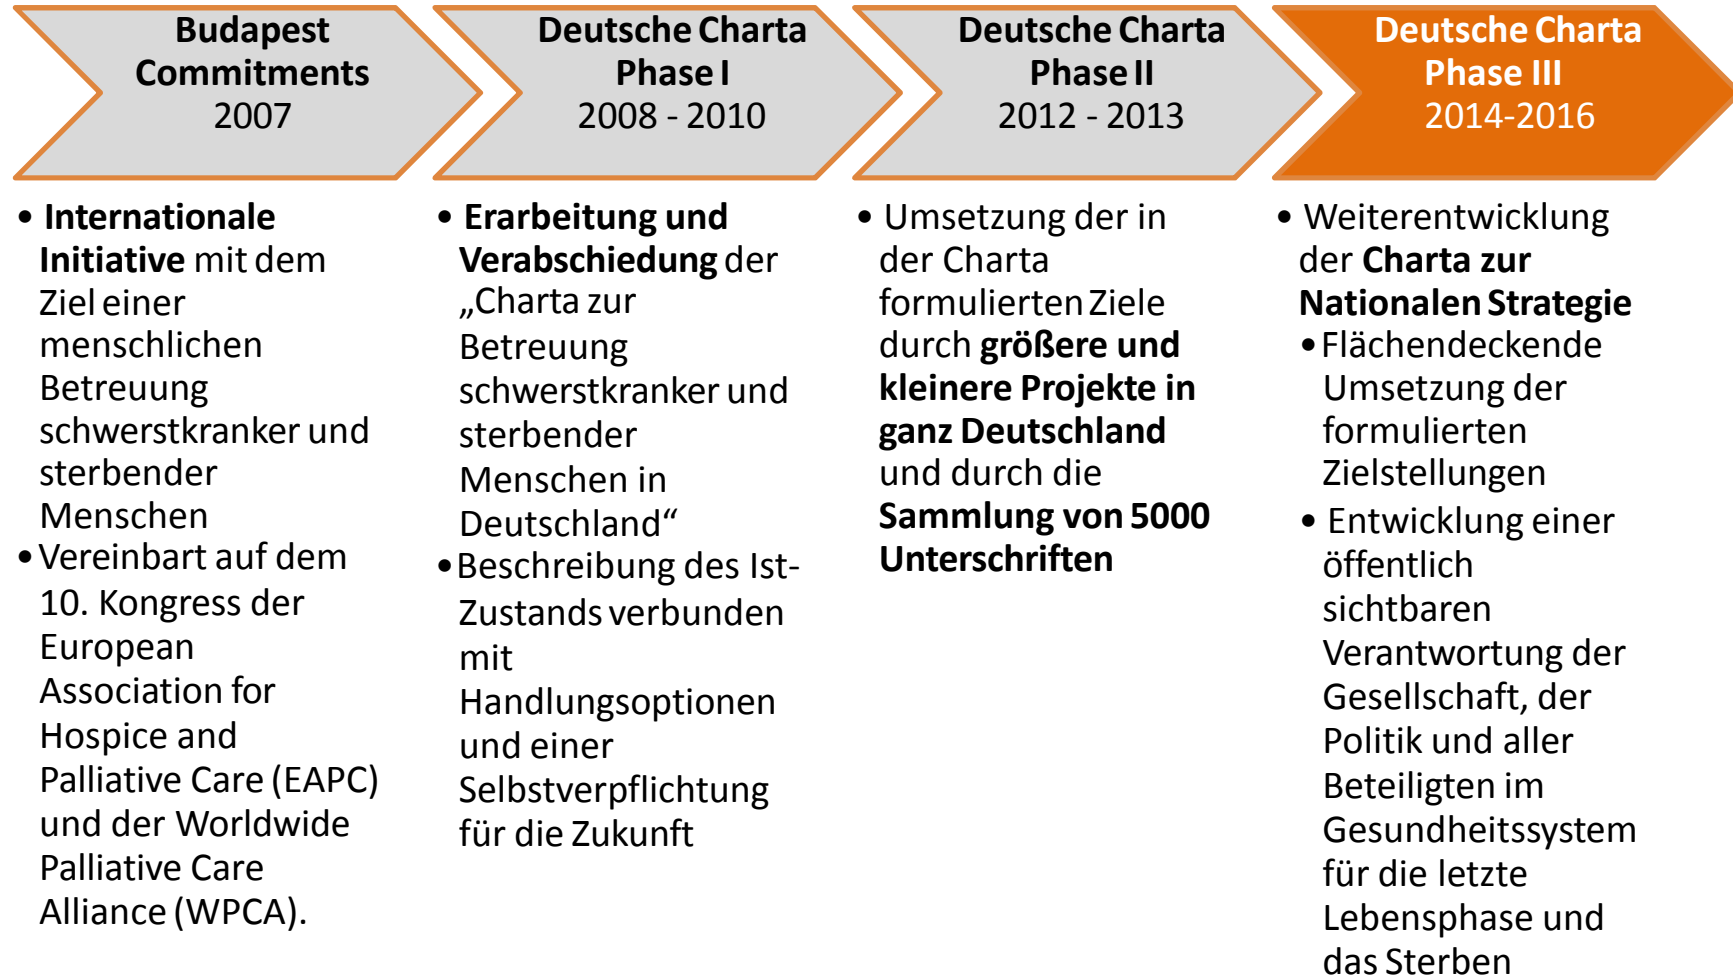 Budapest
Commitments
2007
Deutsche Charta
Phase I
2008 - 2010
Deutsche Charta
Phase II
2012 - 2013
Deutsche Charta
Phase III
2014-2016
• Internationale
Initiative mit dem
Ziel einer
menschlichen
Betreuung
schwerstkranker und
sterbender
Menschen
• Vereinbart auf dem
10. Kongress der
European
Association for
Hospice and
Palliative Care (EAPC)
und der Worldwide
Palliative Care
Alliance (WPCA).
• Erarbeitung und
Verabschiedung der
„Charta zur
Betreuung
schwerstkranker und
sterbender
Menschen in
Deutschland“
• Beschreibung des Ist-
Zustands verbunden
mit
Handlungsoptionen
und einer
Selbstverpflichtung
für die Zukunft
• Umsetzung der in
der Charta
formulierten Ziele
durch größere und
kleinere Projekte in
ganz Deutschland
und durch die
Sammlung von 5000
Unterschriften
• Weiterentwicklung
der Charta zur
Nationalen Strategie
• Flächendeckende
Umsetzung der
formulierten
Zielstellungen
• Entwicklung einer
öffentlich
sichtbaren
Verantwortung der
Gesellschaft, der
Politik und aller
Beteiligten im
Gesundheitssystem
für die letzte
Lebensphase und
das Sterben